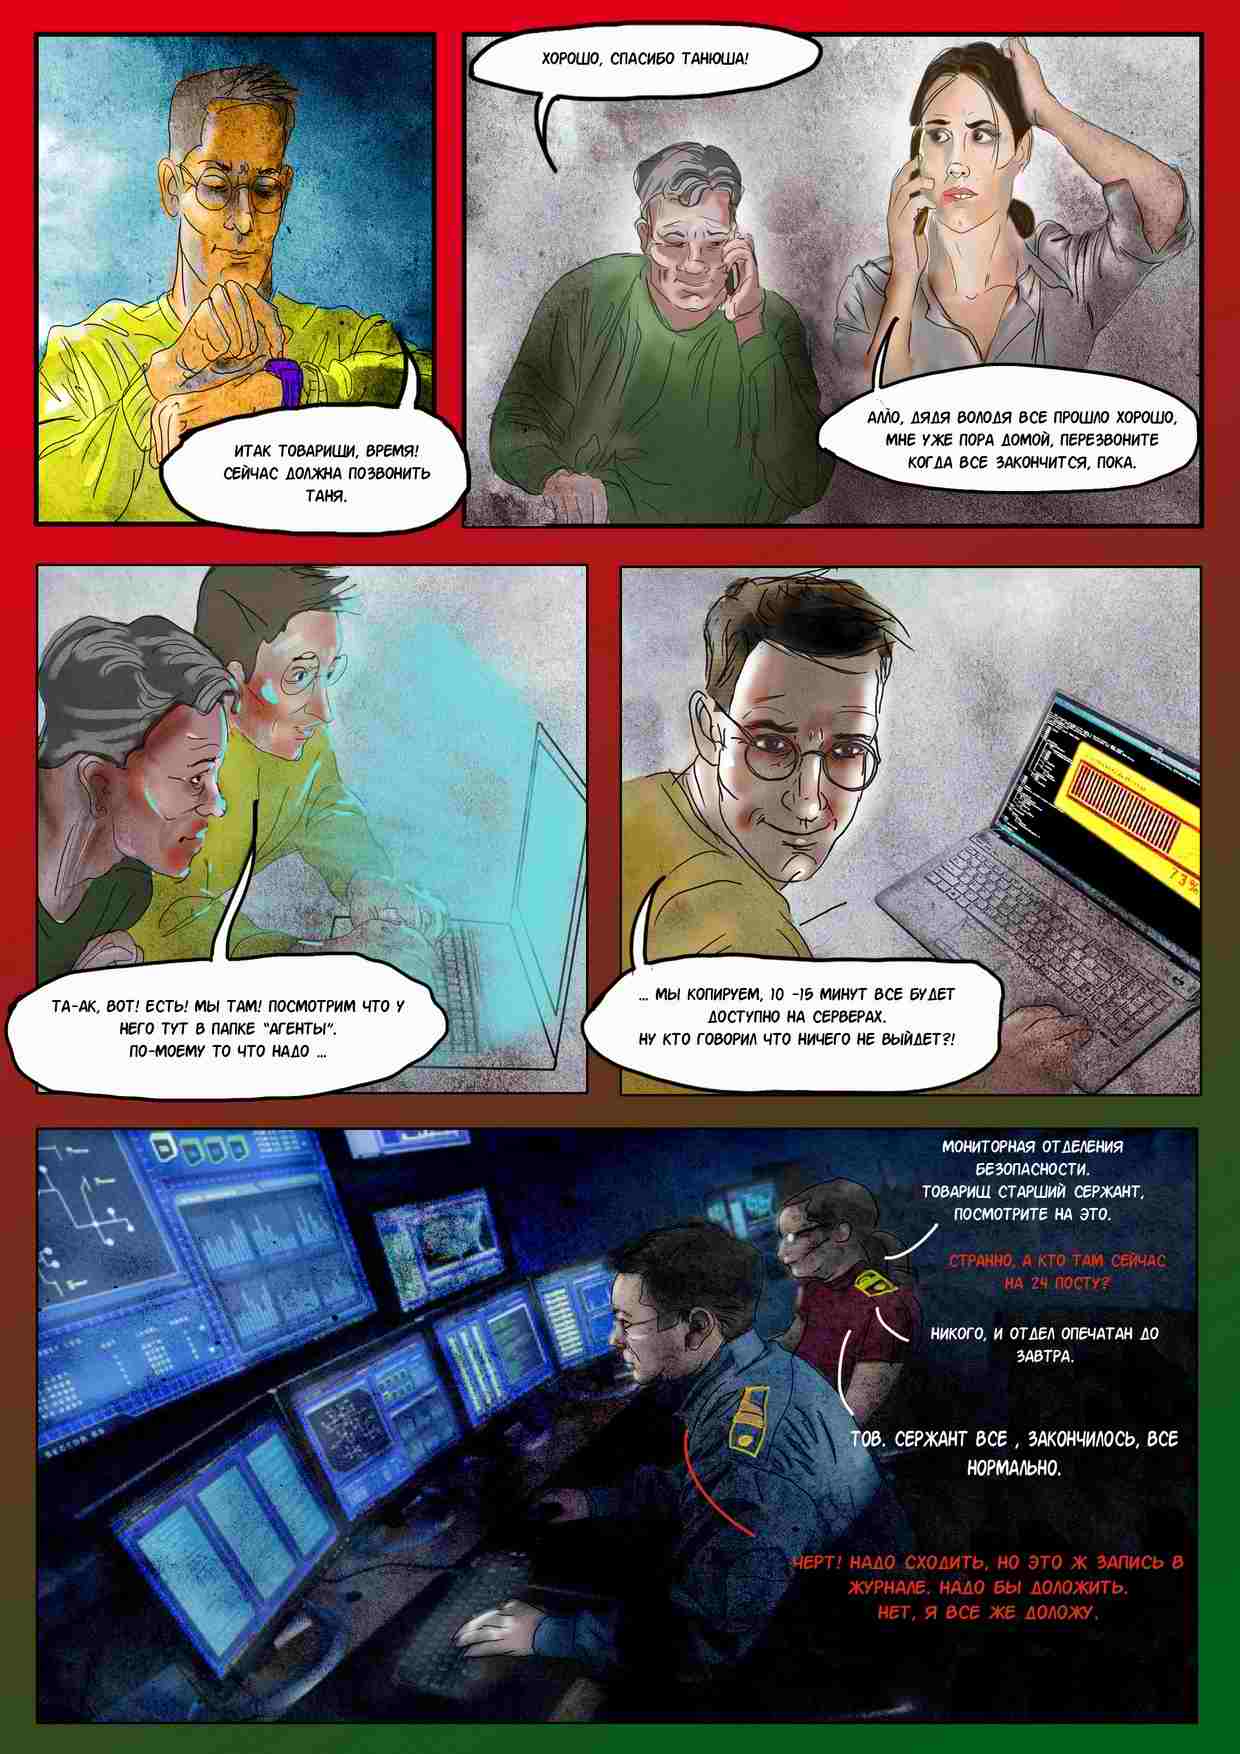 ИТАК ТОВАРИЩИ, ВРЕМЯ!
СЕЙЧАС ДОЛЖНА ПОЗВОНИТЬ
ТАНЯ.
ХОРОШО, СПАСИБО ТАНЮША!
АЛЛО, ДЯДЯ ВОЛОДЯ ВСЕ ПРОШЛО ХОРОШО,
МНЕ УЖЕ ПОРА ДОМОЙ, ПЕРЕЗВОНИТЕ
КОГДА ВСЕ ЗАКОНЧИТСЯ, ПОКА.
ТА-АК, ВОТ! ЕСТЬ! МЫ ТАМ! ПОСМОТРИМ ЧТО У
НЕГО ТУТ В ПАПКЕ "АГЕНТЫ".
ПО-МОЕМУ ТО ЧТО НАДО ...
73%
... МЫ КОПИРУЕМ, 10 -15 МИНУТ ВСЕ БУДЕТ
ДОСТУПНО НА СЕРВЕРАХ.
НУ КТО ГОВОРИЛ ЧТО НИЧЕГО НЕ ВЫЙДЕТ?!
МОНИТОРНАЯ ОТДЕЛЕНИЯ
БЕЗОПАСНОСТИ.
ТОВАРИЩ СТАРШИЙ СЕРЖАНТ,
ПОСМОТРИТЕ НА ЭТО.
СТРАННО, А КТО ТАМ СЕЙЧАС
НА 24 ПОСТУ?
НИКОГО, И ОТДЕЛ ОПЕЧАТАН ДО
ЗАВТРА.
ТОВ. СЕРЖАНТ ВСЕ , ЗАКОНЧИЛОСЬ, ВСЕ
НОРМАЛЬНО.
ЧЕРТ! НАДО СХОДИТЬ, НО ЭТО Ж ЗАПИСЬ В
ЖУРНАЛЕ. НАДО БЫ ДОЛОЖИТЬ.
НЕТ, Я ВСЕ ЖЕ ДОЛОЖУ.